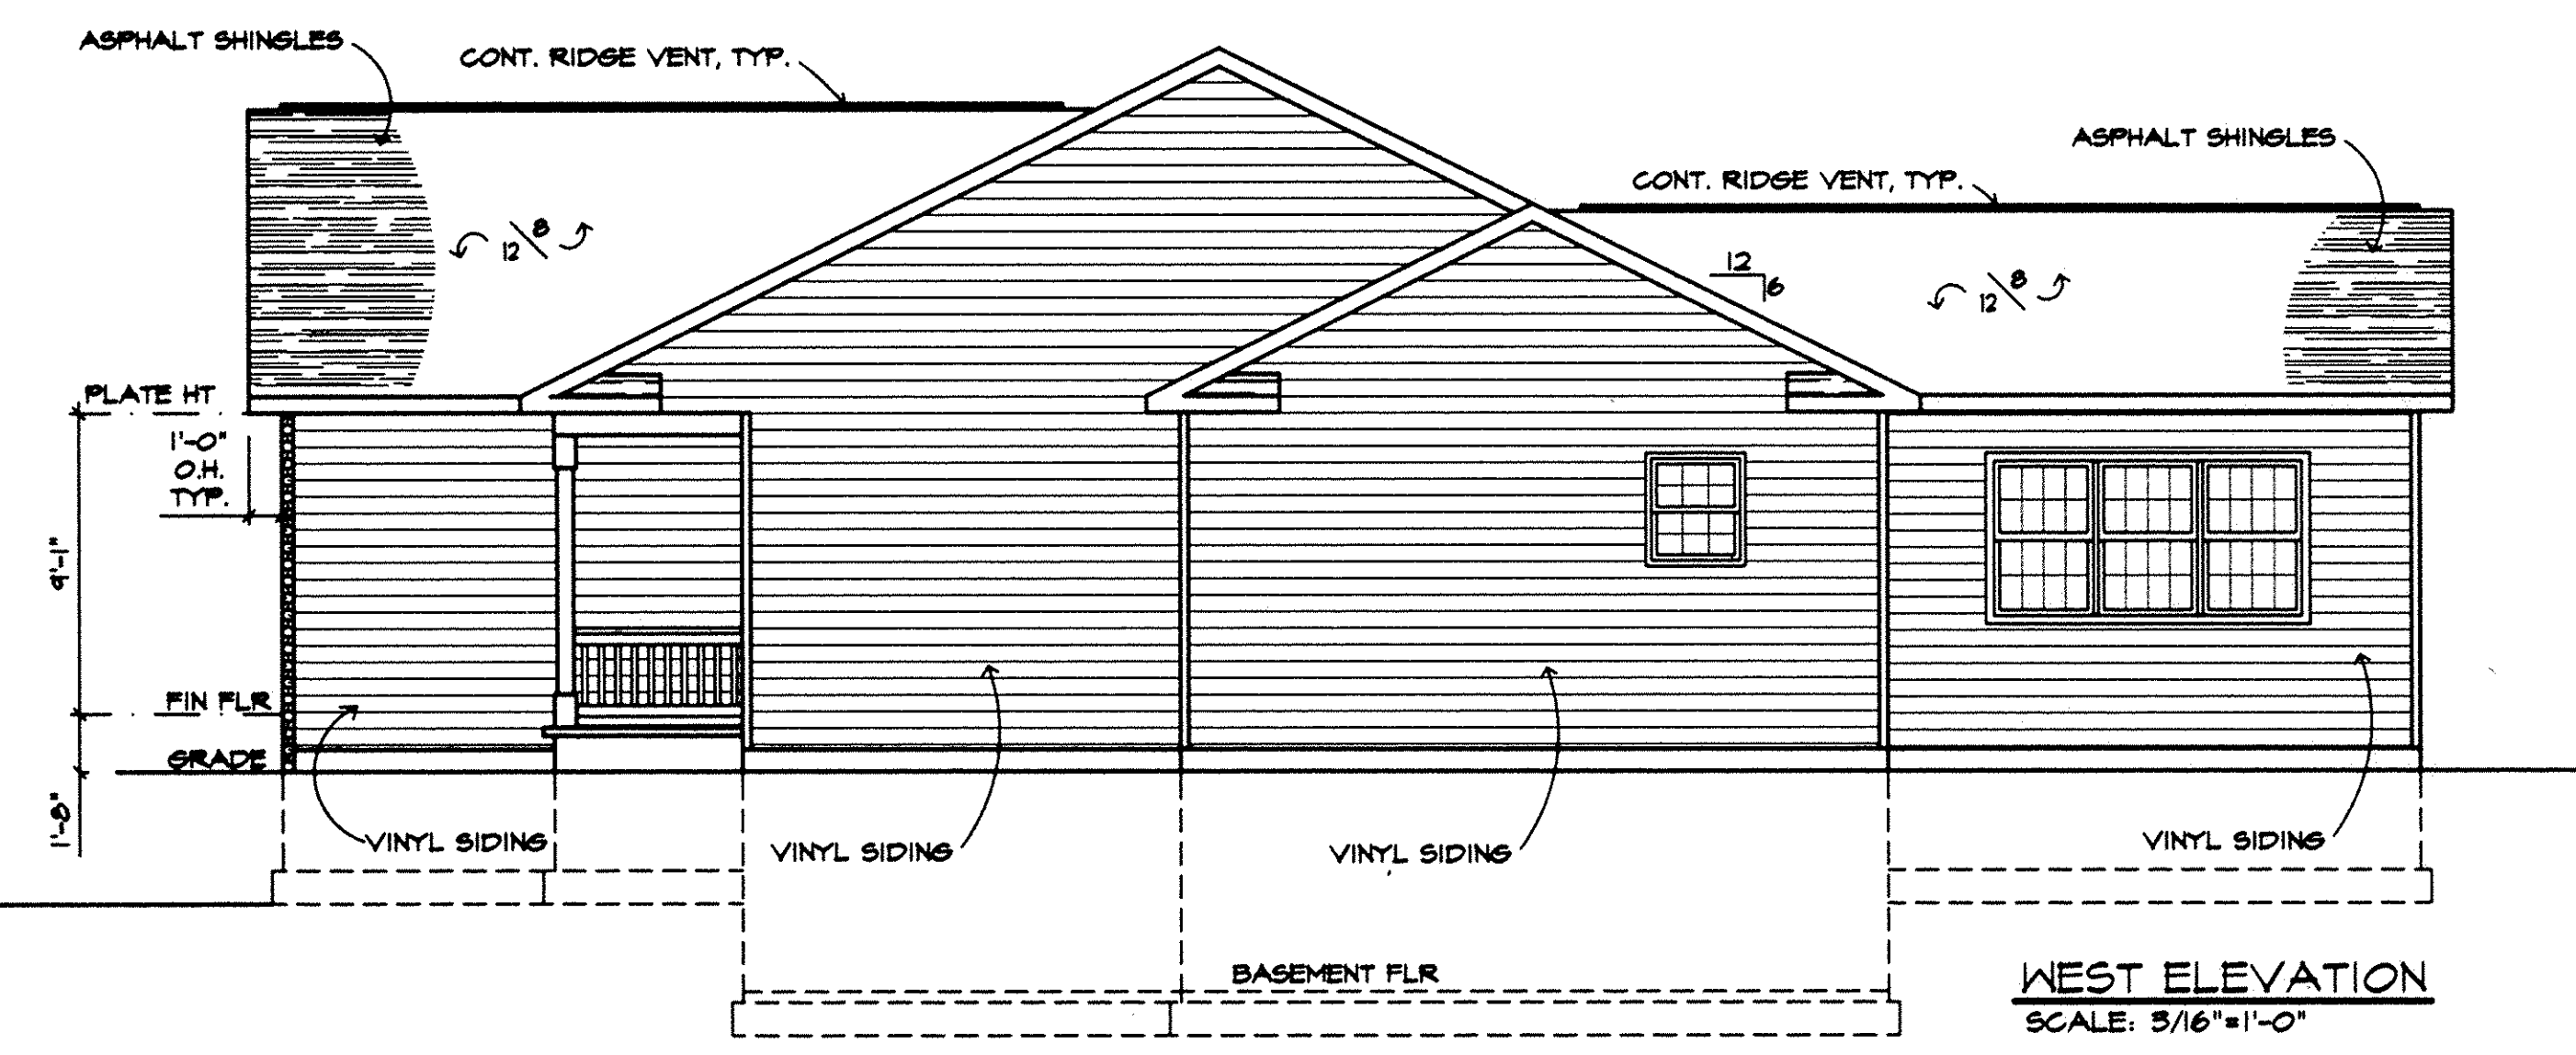 ASPHALT SHINGLES
CONT. RIDGE VENT, TYP.
ASPHALT SHINGLES
CONT. RIDGE VENT, TYP.
8
12
12
6
8
12
PLATE HT
1'-0"
O.H.
TYP.
9'-1"
FIN FLR
GRADE
1'-8"
VINYL SIDING
VINYL SIDING
VINYL SIDING
VINYL SIDING
BASEMENT FLR
WEST ELEVATION
SCALE: 3/16"=1'-0"